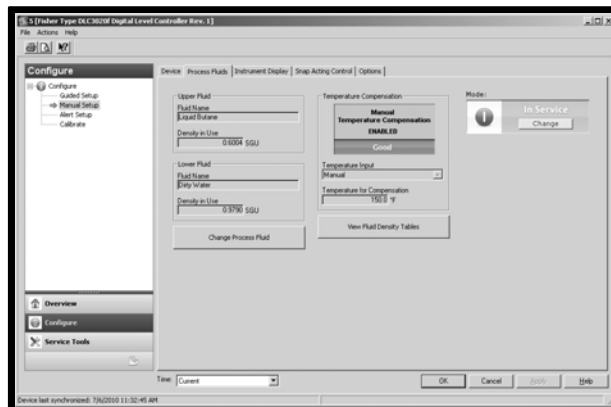 5 [Fisher Type DLC3020f Digital Level Controller Rev. 1]
File Actions Help
Configure
Configure
Guided Setup
Manual Setup
Alert Setup
Calibrate
Overview
Configure
Service Tools
Device Process Fluids Instrument Display Snap Acting Control Options
Upper Fluid
Fluid Name
Liquid Butane
Density in Use
0.6004 SGU
Lower Fluid
Fluid Name
Dirty Water
Density in Use
0.9790 SGU
Change Process Fluid
Temperature Compensation
Manual
Temperature Compensation
ENABLED
Good
Temperature Input
Manual
Temperature for Compensation
150.0 °F
View Fluid Density Tables
Mode:
In Service
Change
Time: Current
OK Cancel Apply Help
Device last synchronized: 7/6/2010 11:32:45 AM